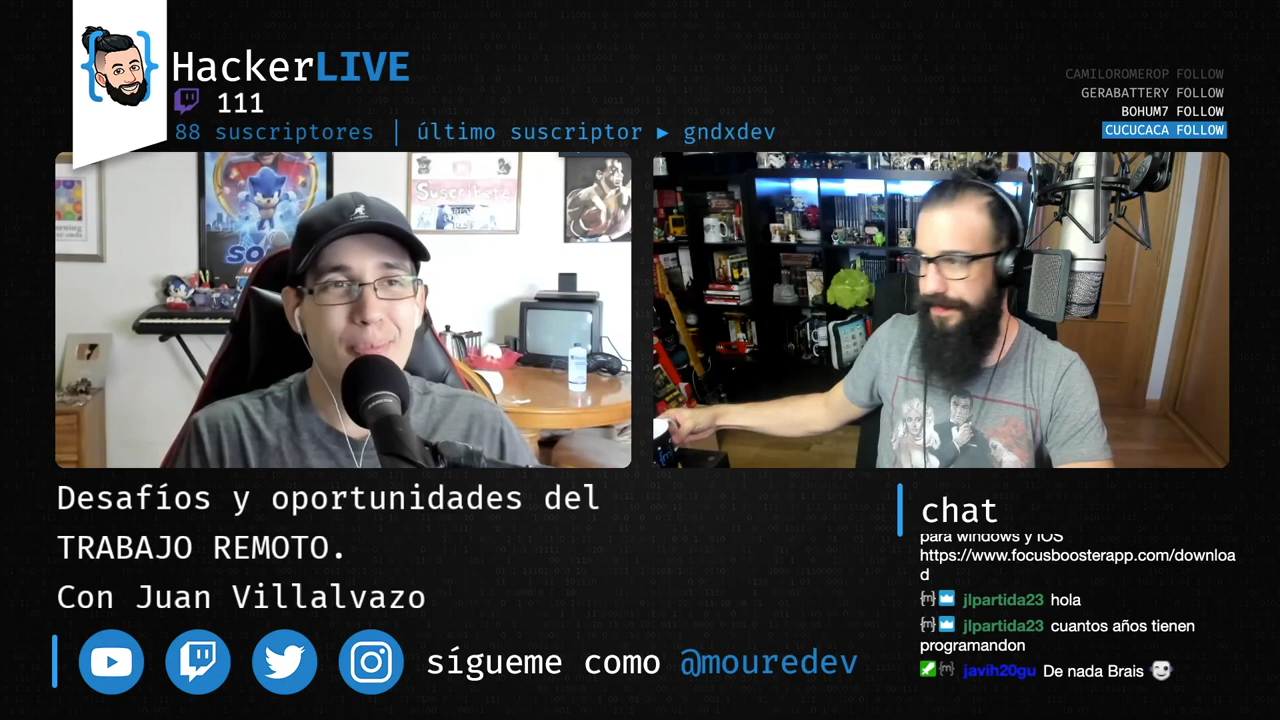 HackerLIVE
111
88 suscriptores | último suscriptor ▸ gndxdev
CAMILOROMEROP FOLLOW
GERABATTERY FOLLOW
BOHUM7 FOLLOW
CUCUCACA FOLLOW
SO
Suscribete
Desafíos y oportunidades del
TRABAJO REMOTO.
Con Juan Villalvazo
sígueme como @mouredev
chat
para windows y IOS
https://www.focusboosterapp.com/downloa
d
{m} jlpartida23 hola
{m} jlpartida23 cuantos años tienen
programandon
{m} javih20gu De nada Brais